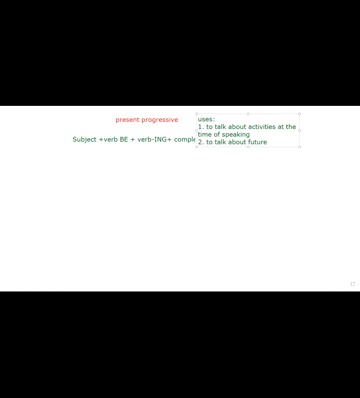 present progressive
Subject +verb BE + verb-ING+ comple
uses:
1. to talk about activities at the
time of speaking
2. to talk about future